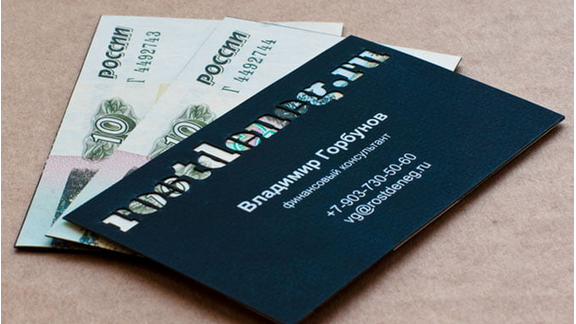 РОССИИ
Г 4492743
10
РОССИИ
Г 4492744
10
rostdeneg.ru
Владимир Горбунов
финансовый консультант
+7-903-730-50-60
vg@rostdeneg.ru